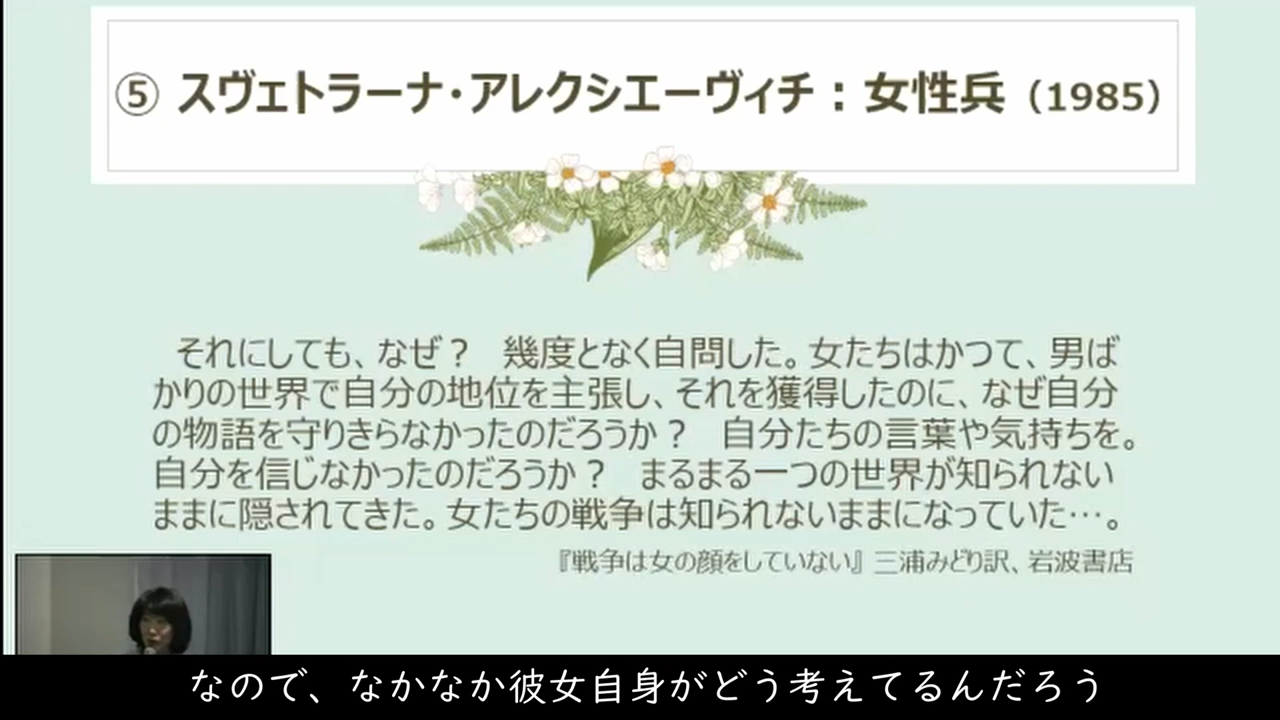 ⑤ スヴェトラーナ・アレクシエーヴィチ：女性兵（1985）
それにしても、なぜ？　幾度となく自問した。女たちはかつて、男ば
かりの世界で自分の地位を主張し、それを獲得したのに、なぜ自分
の物語を守りきらなかったのだろうか？　自分たちの言葉や気持ちを。
自分を信じなかったのだろうか？　まるまる一つの世界が知られない
ままに隠されてきた。女たちの戦争は知られないままになっていた…。
『戦争は女の顔をしていない』三浦みどり訳、岩波書店
なので、なかなか彼女自身がどう考えてるんだろう